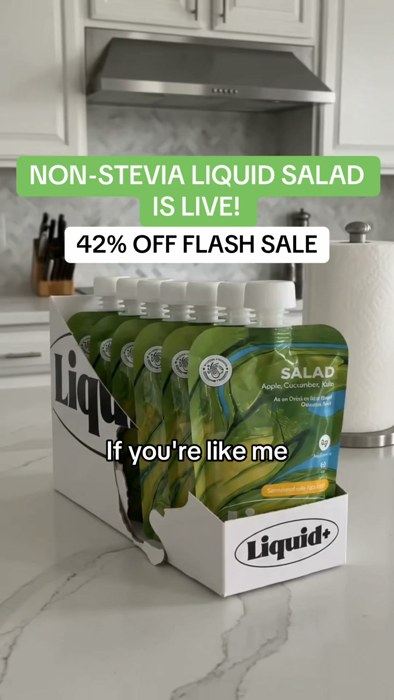 NON-STEVIA LIQUID SALAD
IS LIVE!
42% OFF FLASH SALE
SALAD
Apple, Cucumber, Kale
Liqu
If you're like me
Liquid+